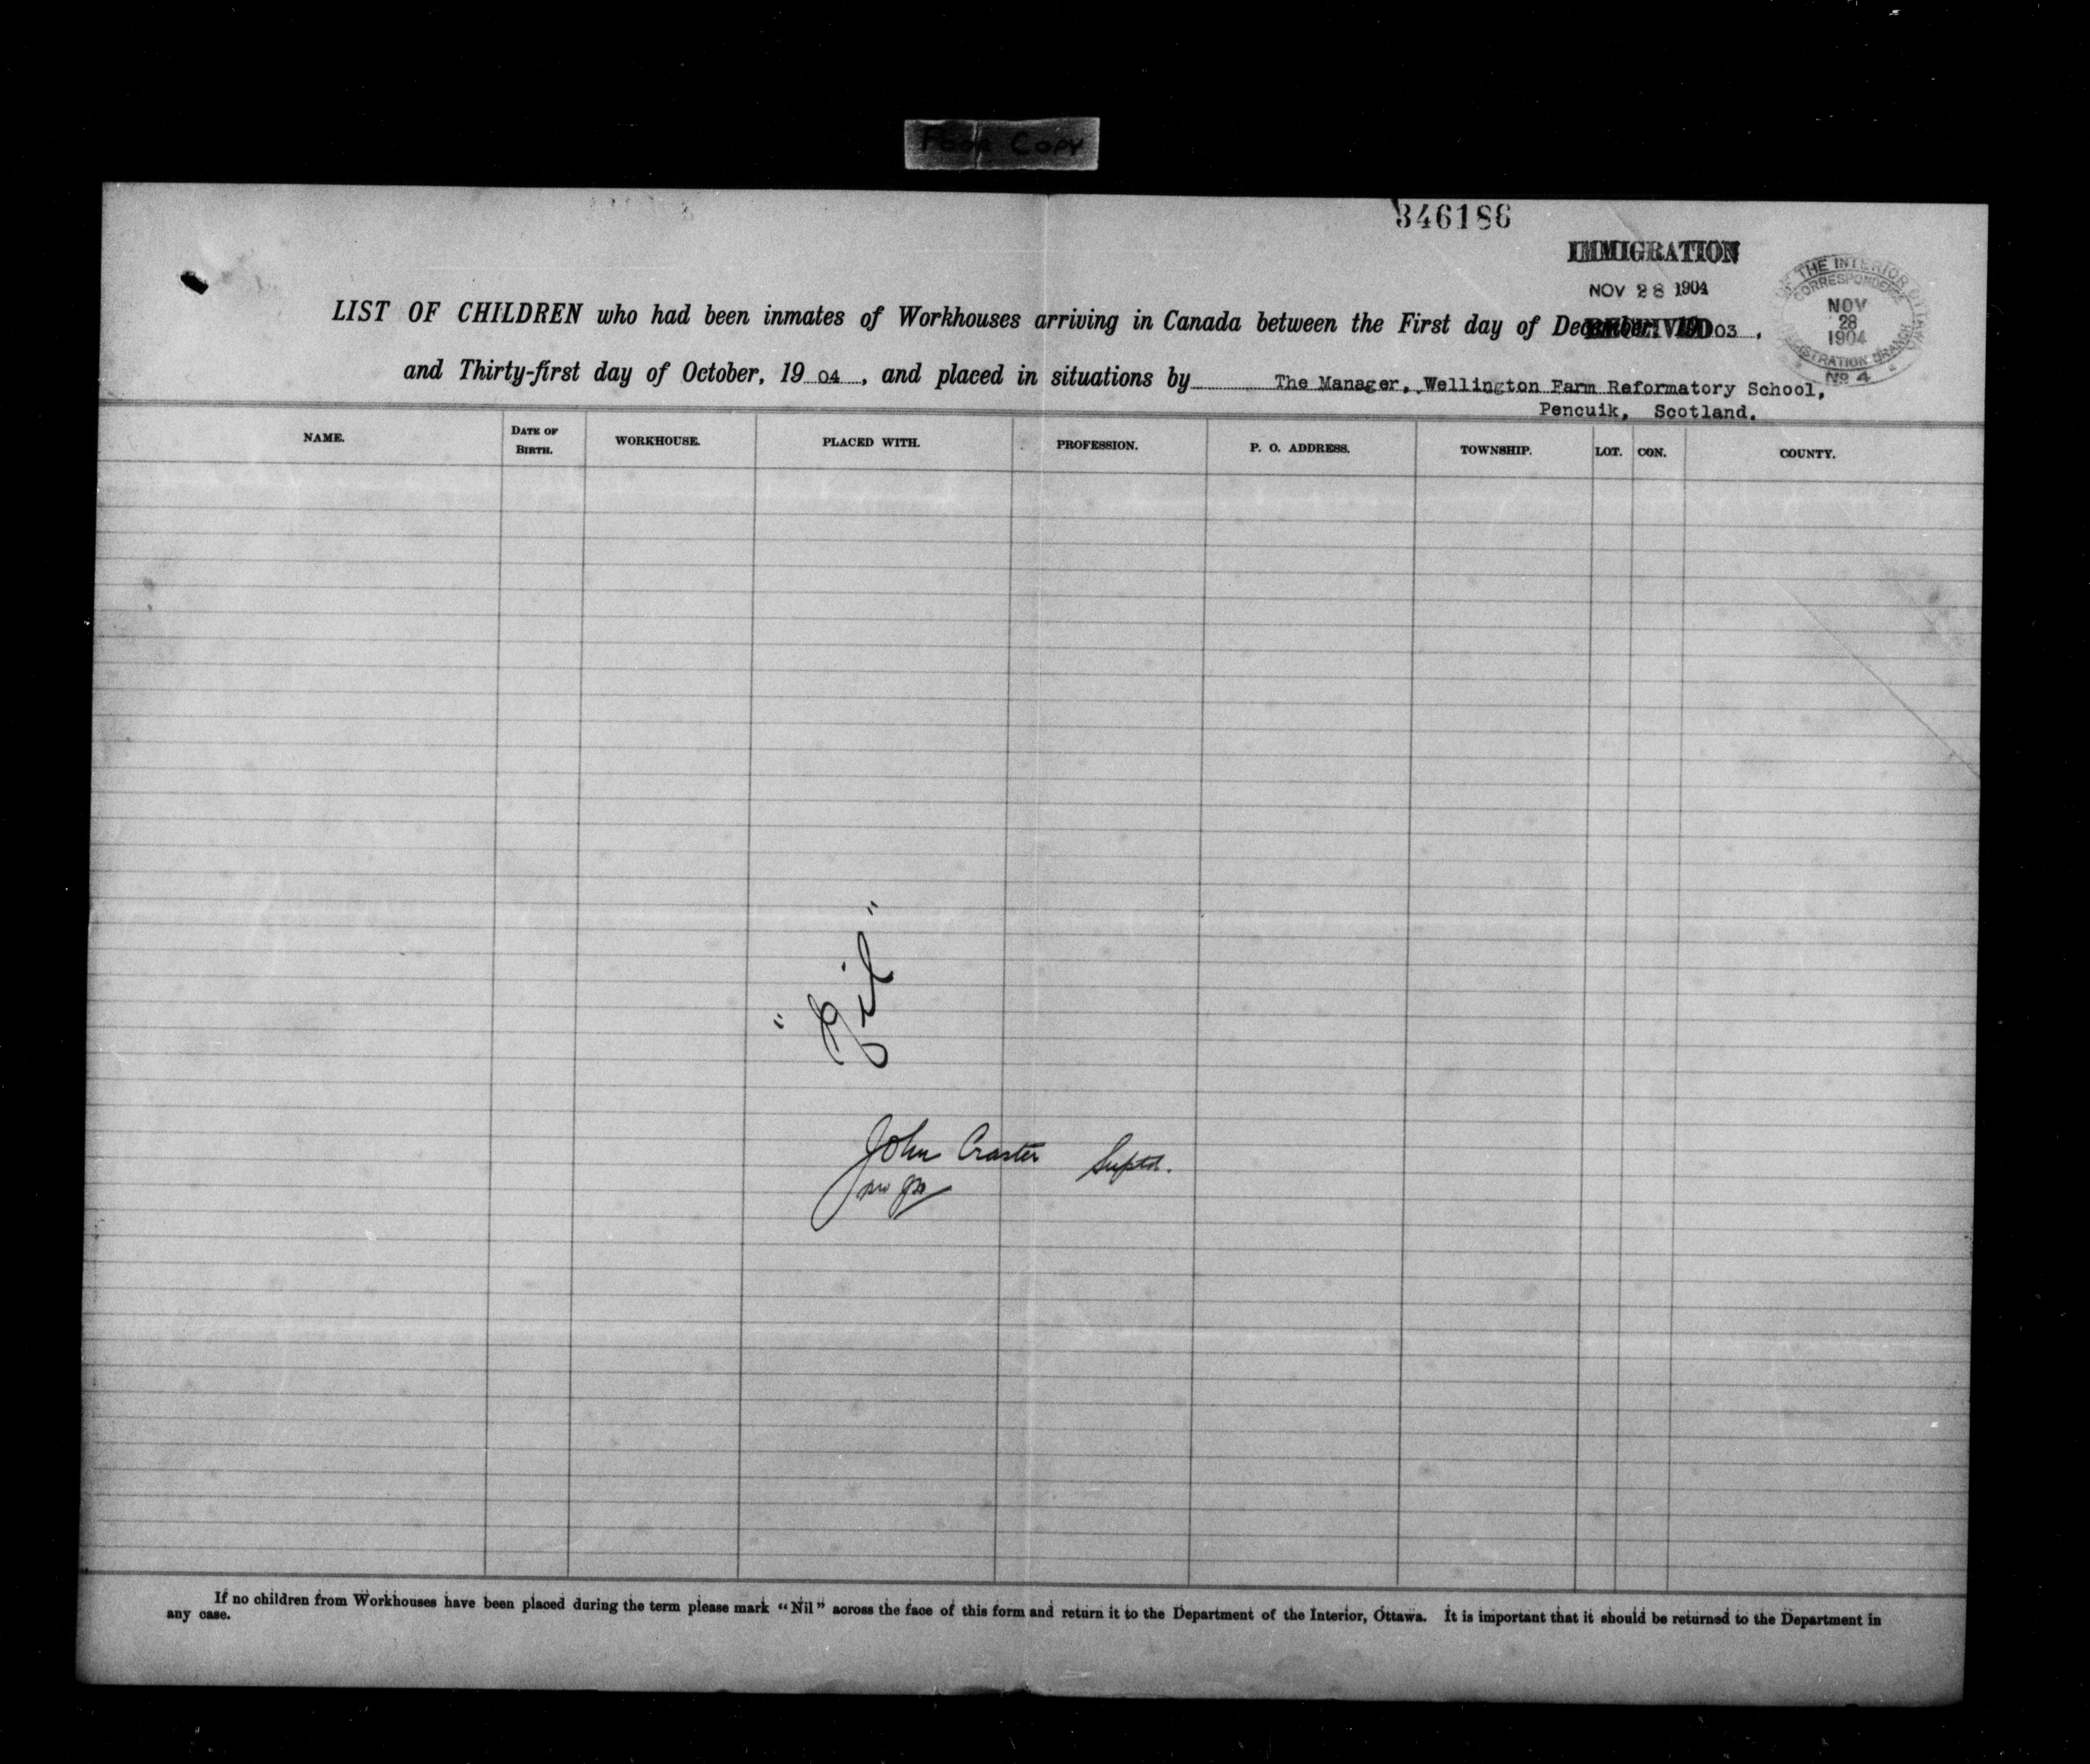 Poor Copy
346186
IMMIGRATION
NOV 28 1904
RECEIVED
THE INTERIOR OTTAWA
CORRESPONDENCE
NOV
28
1904
REGISTRATION BRANCH
No 4
LIST OF CHILDREN who had been inmates of Workhouses arriving in Canada between the First day of December 1903,
and Thirty-first day of October, 1904, and placed in situations by The Manager, Wellington Farm Reformatory School,
Pencuik, Scotland.
NAME. DATE OF BIRTH. WORKHOUSE. PLACED WITH. PROFESSION. P. O. ADDRESS. TOWNSHIP. LOT. CON. COUNTY.
"Nil"
John Craster Suptd.
If no children from Workhouses have been placed during the term please mark "Nil" across the face of this form and return it to the Department of the Interior, Ottawa. It is important that it should be returned to the Department in
any case.